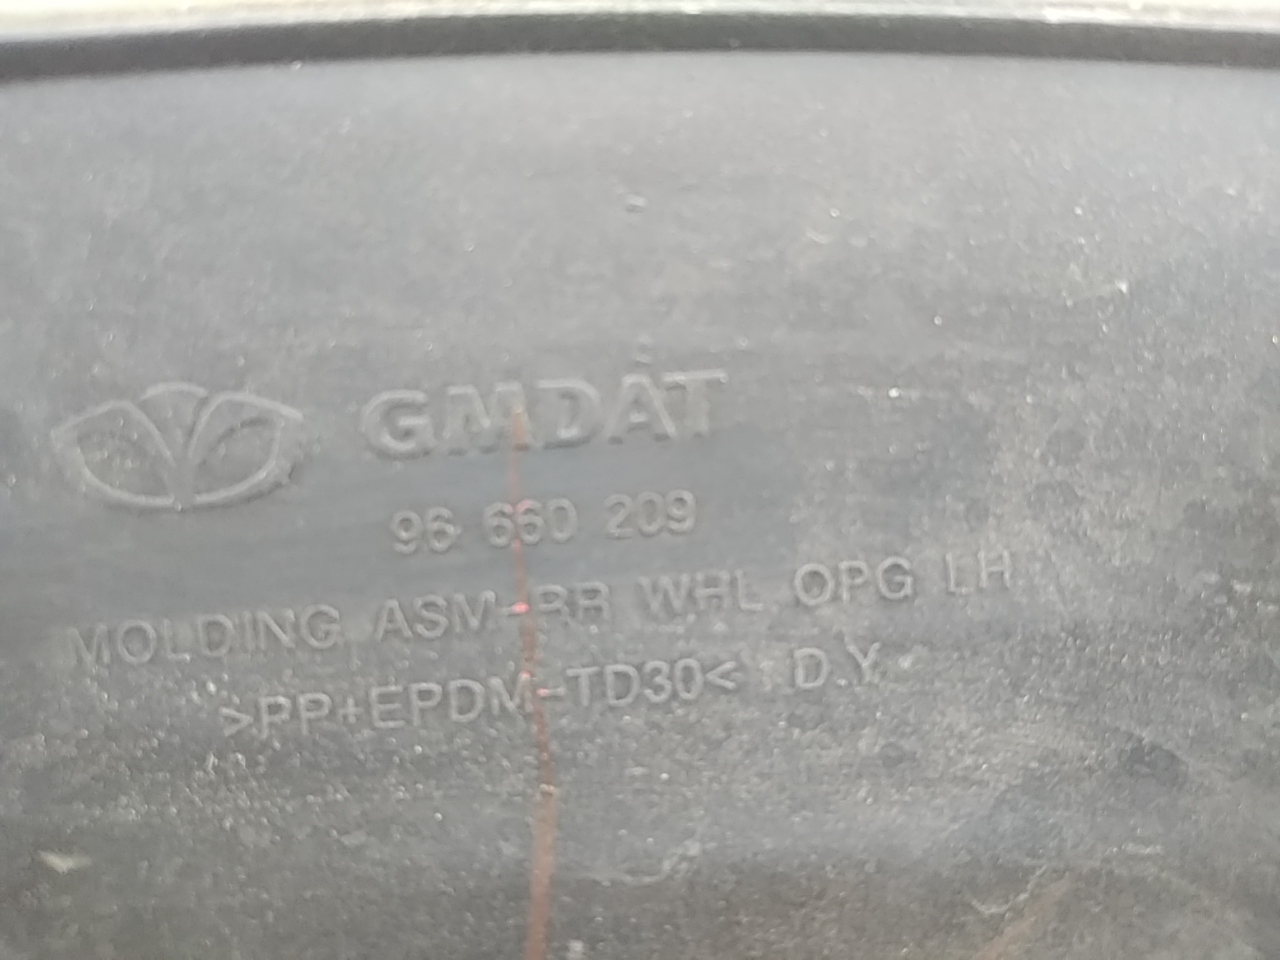 GMDAT
96 660 209
MOLDING ASM-RR WHL OPG LH
>PP+EPDM-TD30< D.Y